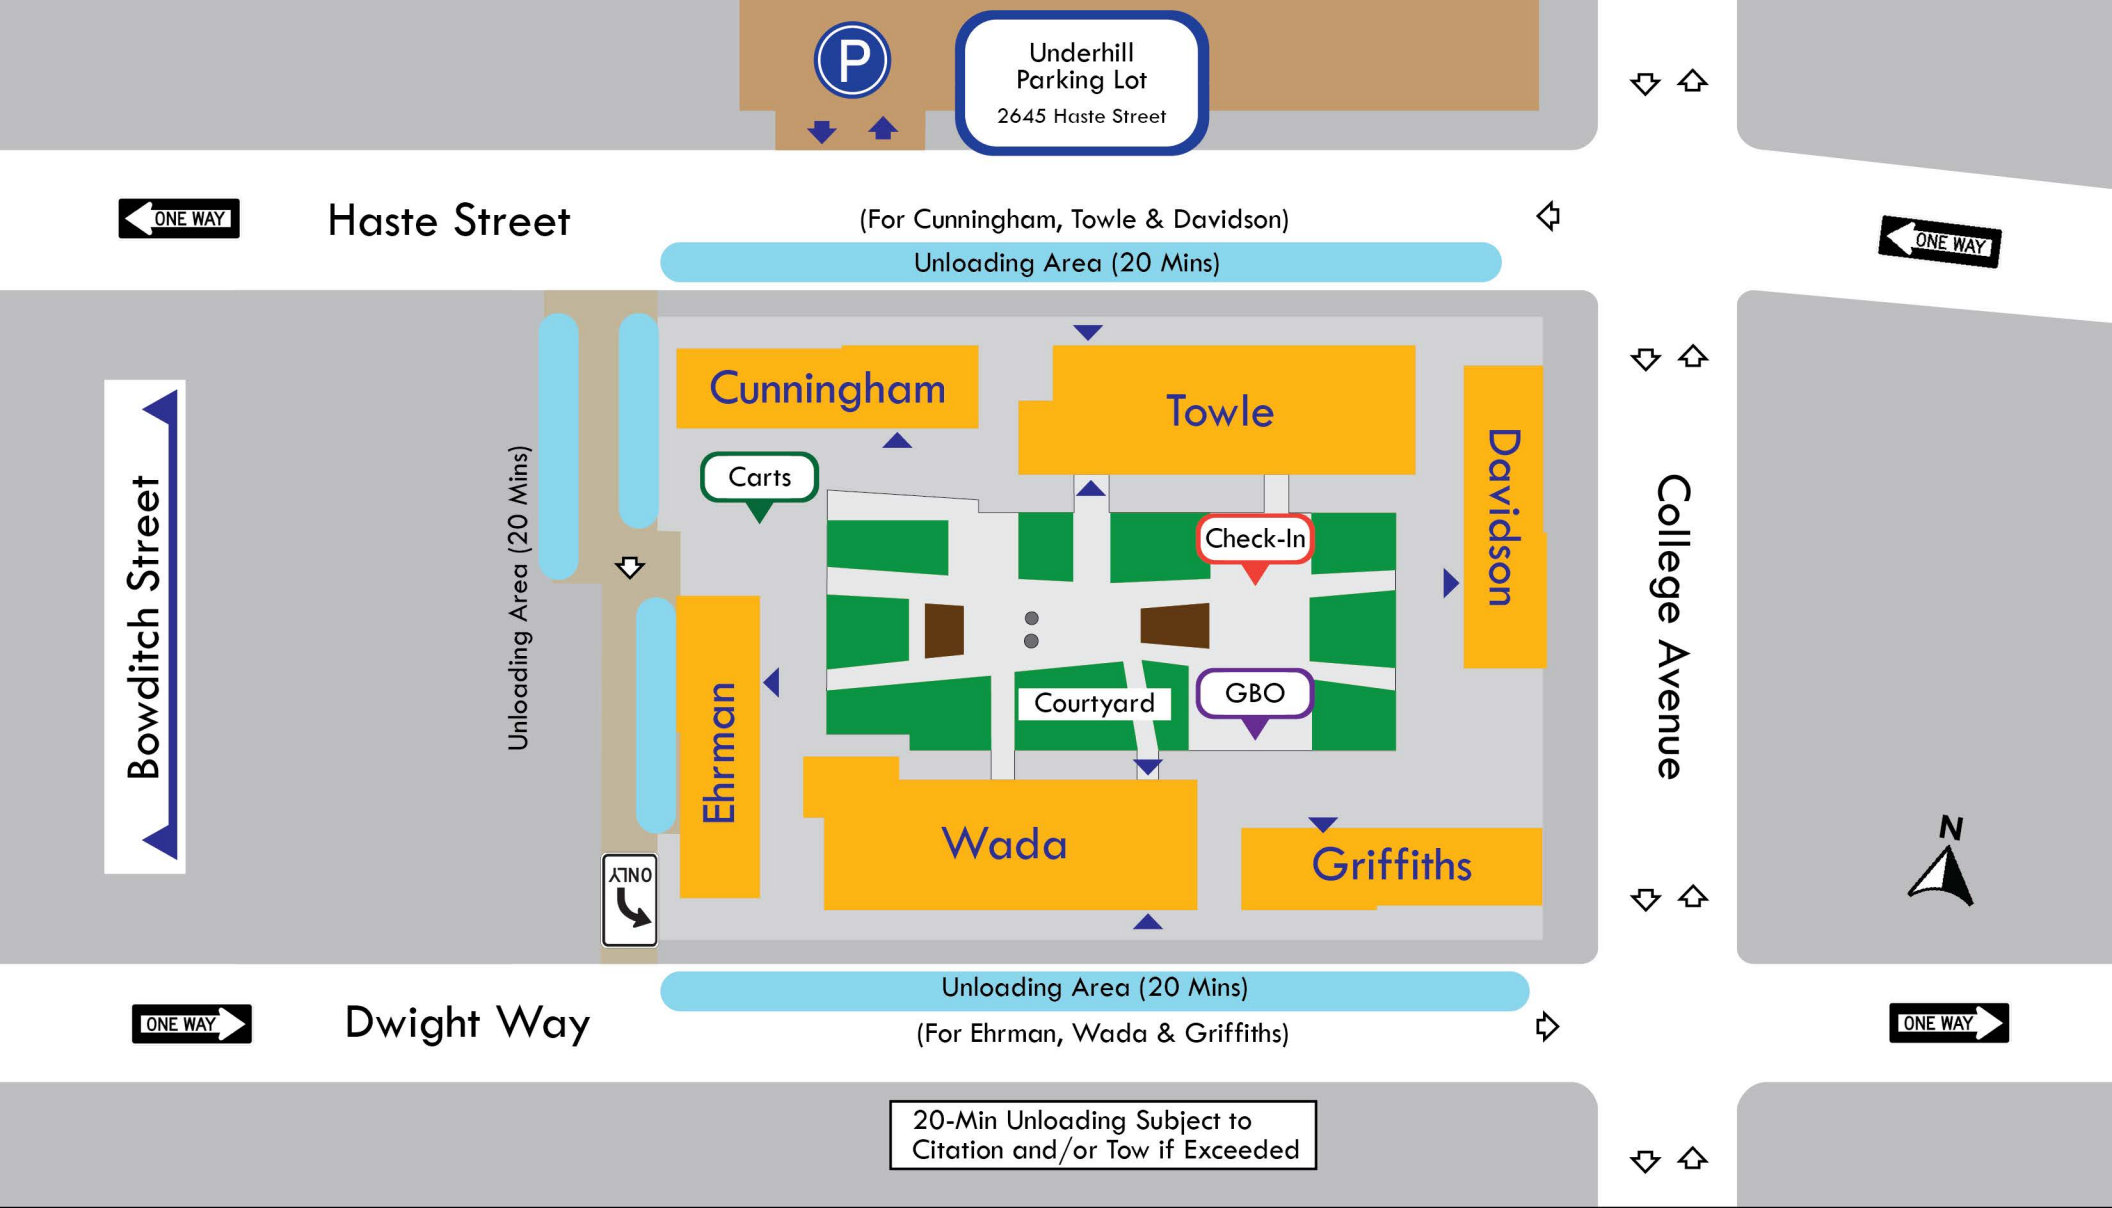 P
Underhill
Parking Lot
2645 Haste Street
ONE WAY
Haste Street
(For Cunningham, Towle & Davidson)
Unloading Area (20 Mins)
ONE WAY
Cunningham
Towle
Davidson
Carts
Check-In
Unloading Area (20 Mins)
Bowditch Street
College Avenue
Ehrman
Courtyard
GBO
Wada
Griffiths
N
ONLY
Unloading Area (20 Mins)
ONE WAY
Dwight Way
(For Ehrman, Wada & Griffiths)
ONE WAY
20-Min Unloading Subject to
Citation and/or Tow if Exceeded